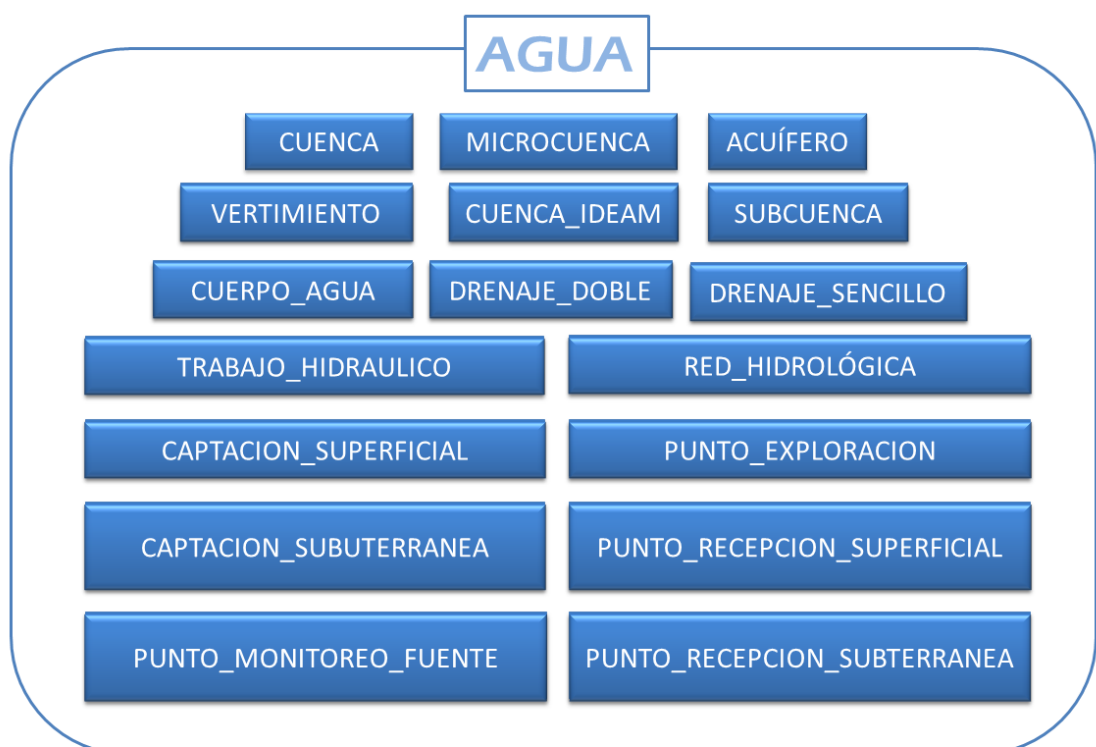 AGUA
CUENCA MICROCUENCA ACUÍFERO
VERTIMIENTO CUENCA_IDEAM SUBCUENCA
CUERPO_AGUA DRENAJE_DOBLE DRENAJE_SENCILLO
TRABAJO_HIDRAULICO RED_HIDROLÓGICA
CAPTACION_SUPERFICIAL PUNTO_EXPLORACION
CAPTACION_SUBUTERRANEA PUNTO_RECEPCION_SUPERFICIAL
PUNTO_MONITOREO_FUENTE PUNTO_RECEPCION_SUBTERRANEA